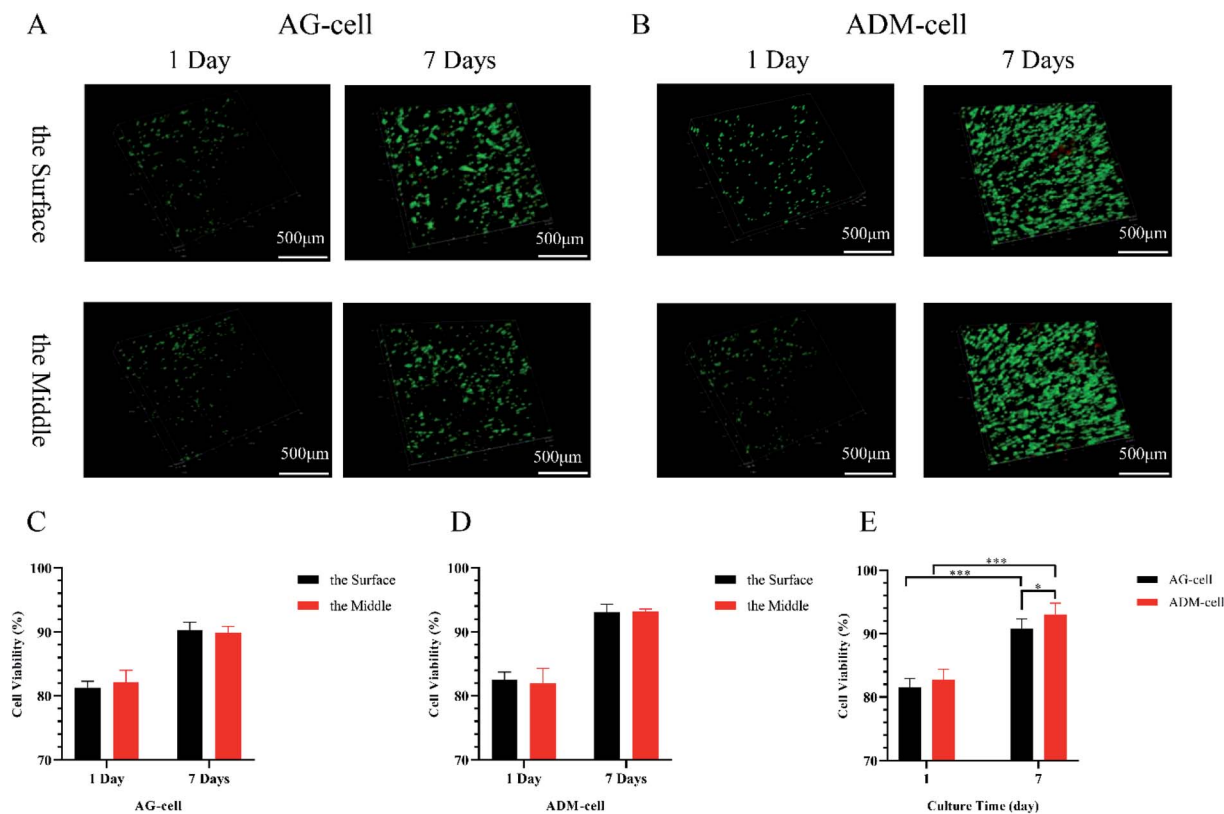 A
AG-cell
B
ADM-cell
1 Day
7 Days
1 Day
7 Days
the Surface
500μm
500μm
500μm
500μm
the Middle
500μm
500μm
500μm
500μm
C
Cell Viability (%)
100
90
80
70
1 Day
7 Days
AG-cell
the Surface
the Middle
D
Cell Viability (%)
100
90
80
70
1 Day
7 Days
ADM-cell
the Surface
the Middle
E
Cell Viability (%)
100
90
80
70
***
***
*
1
7
Culture Time (day)
AG-cell
ADM-cell